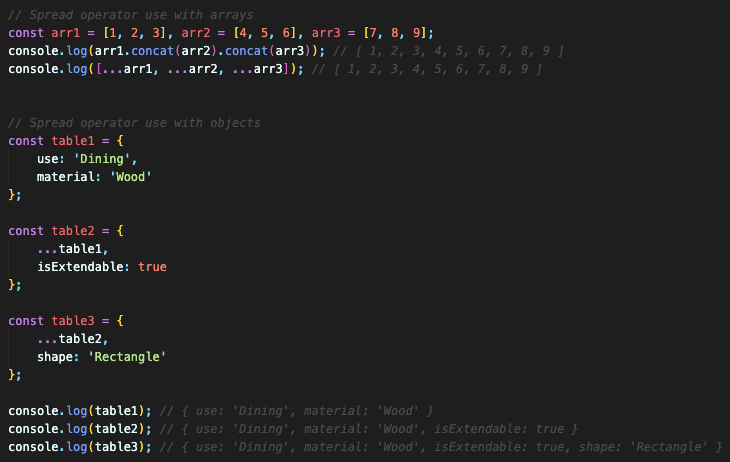 // Spread operator use with arrays
const arr1 = [1, 2, 3], arr2 = [4, 5, 6], arr3 = [7, 8, 9];
console.log(arr1.concat(arr2).concat(arr3)); // [ 1, 2, 3, 4, 5, 6, 7, 8, 9 ]
console.log([...arr1, ...arr2, ...arr3]); // [ 1, 2, 3, 4, 5, 6, 7, 8, 9 ]
// Spread operator use with objects
const table1 = {
    use: 'Dining',
    material: 'Wood'
};
const table2 = {
    ...table1,
    isExtendable: true
};
const table3 = {
    ...table2,
    shape: 'Rectangle'
};
console.log(table1); // { use: 'Dining', material: 'Wood' }
console.log(table2); // { use: 'Dining', material: 'Wood', isExtendable: true }
console.log(table3); // { use: 'Dining', material: 'Wood', isExtendable: true, shape: 'Rectangle' }